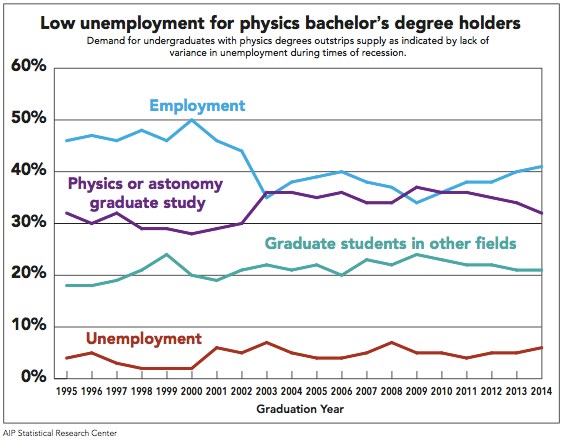 Low unemployment for physics bachelor's degree holders
Demand for undergraduates with physics degrees outstrips supply as indicated by lack of
variance in unemployment during times of recession.
60%
50%
40%
30%
20%
10%
0%
Employment
Physics or astonomy
graduate study
Graduate students in other fields
Unemployment
1995 1996 1997 1998 1999 2000 2001 2002 2003 2004 2005 2006 2007 2008 2009 2010 2011 2012 2013 2014
Graduation Year
AIP Statistical Research Center